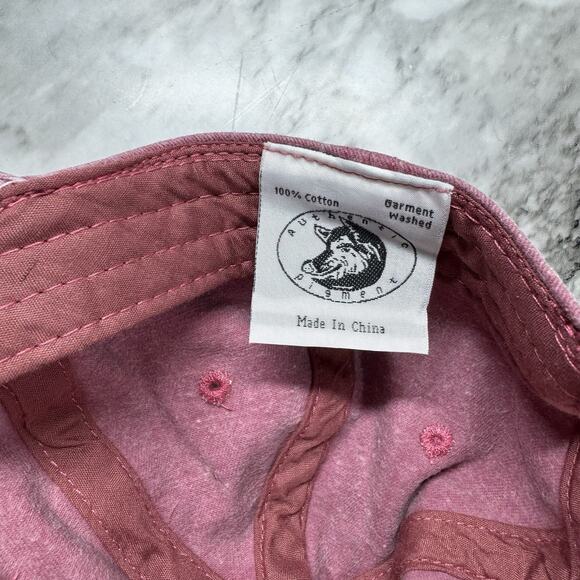 100% Cotton
Garment
Washed
Authentic
Pigment
Made In China